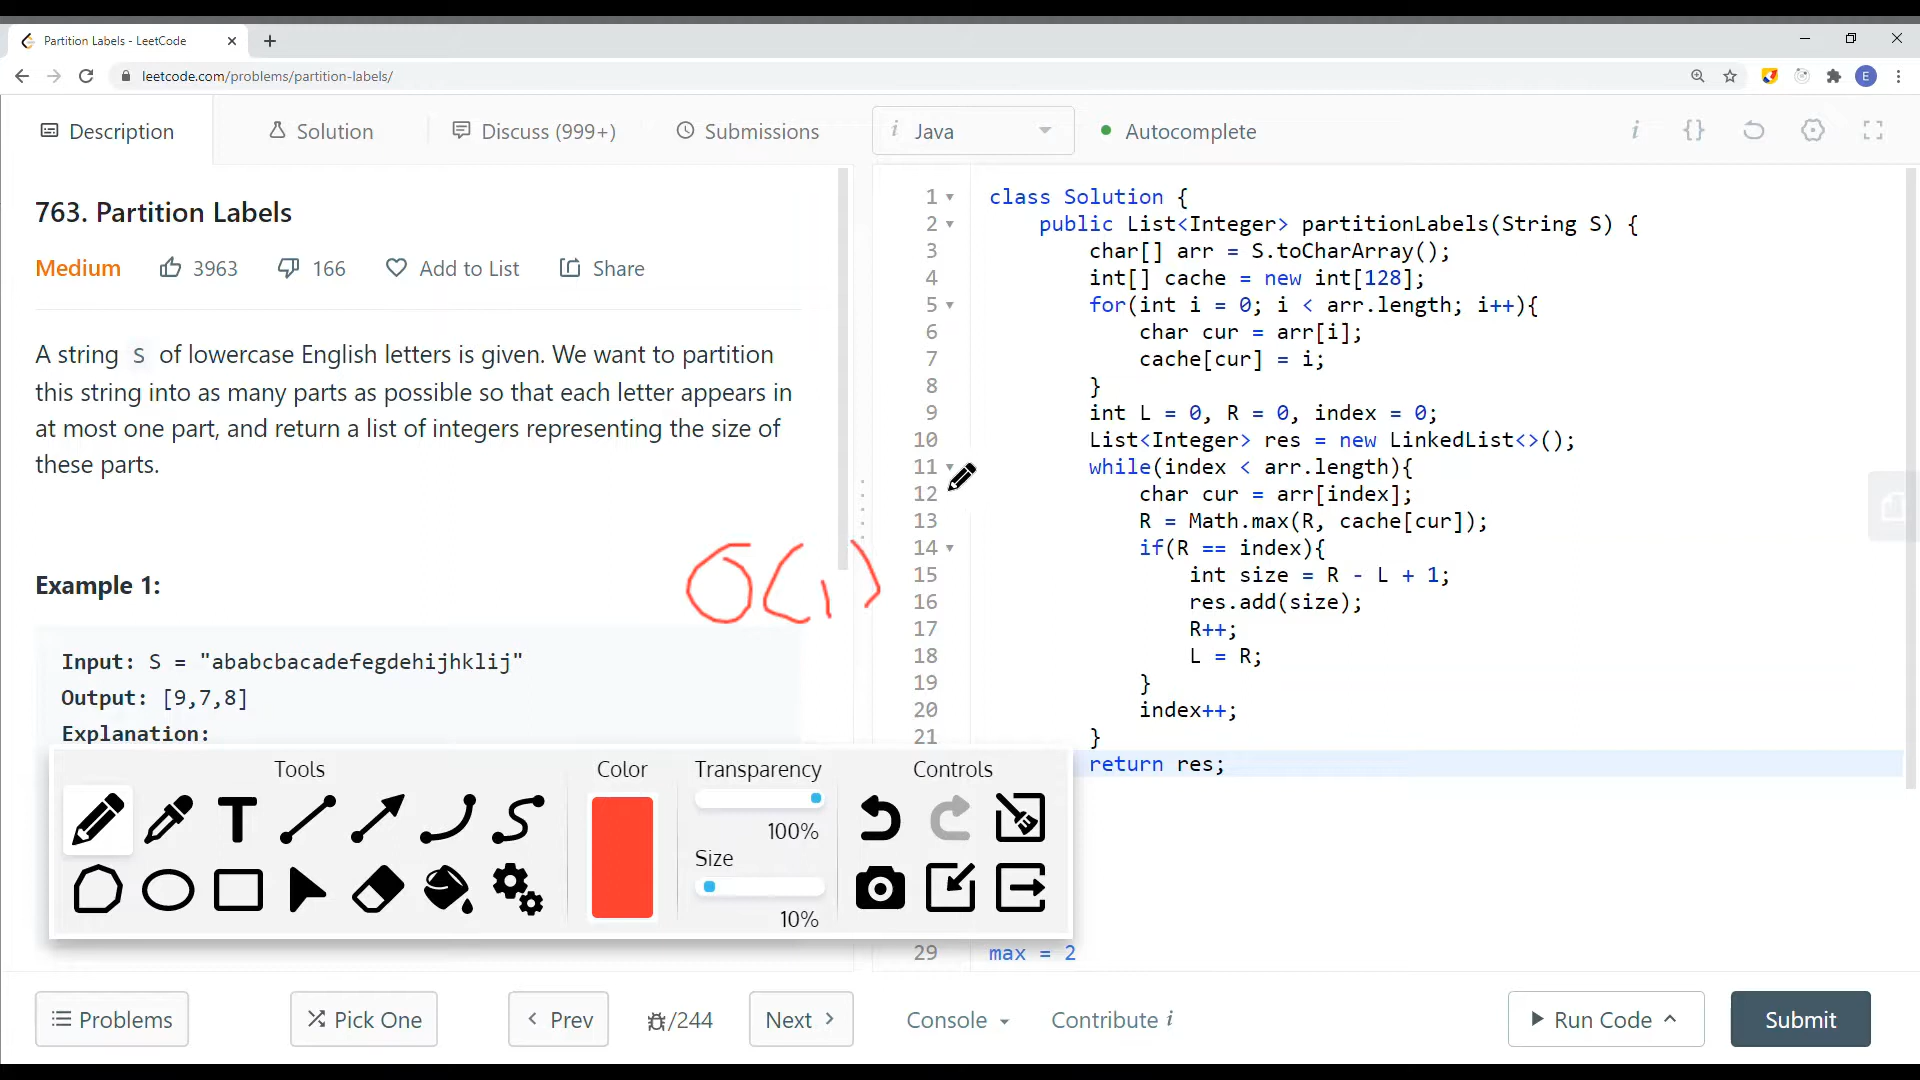 Partition Labels - LeetCode
leetcode.com/problems/partition-labels/
E
Description
Solution
Discuss (999+)
Submissions
i Java
Autocomplete
i {}
763. Partition Labels
Medium 3963 166 Add to List Share
A string S of lowercase English letters is given. We want to partition
this string into as many parts as possible so that each letter appears in
at most one part, and return a list of integers representing the size of
these parts.
O(1)
Example 1:
Input: S = "ababcbacadefegdehijhklij"
Output: [9,7,8]
Explanation:
1 class Solution {
2 public List<Integer> partitionLabels(String S) {
3 char[] arr = S.toCharArray();
4 int[] cache = new int[128];
5 for(int i = 0; i < arr.length; i++){
6 char cur = arr[i];
7 cache[cur] = i;
8 }
9 int L = 0, R = 0, index = 0;
10 List<Integer> res = new LinkedList<>();
11 while(index < arr.length){
12 char cur = arr[index];
13 R = Math.max(R, cache[cur]);
14 if(R == index){
15 int size = R - L + 1;
16 res.add(size);
17 R++;
18 L = R;
19 }
20 index++;
21 }
return res;
29 max = 2
Tools
Color
Transparency
100%
Size
10%
Controls
T
Problems
Pick One
Prev
/244
Next
Console
Contribute i
Run Code
Submit